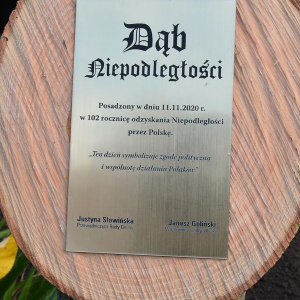 Dąb
Niepodległości
Posadzony w dniu 11.11.2020 r.
w 102 rocznicę odzyskania Niepodległości
przez Polskę.
„Ten dzień symbolizuje zgodę polityczną
i wspólnotę działania Polaków"
Justyna Słowińska Janusz Goliński
Przewodnicząca Rady Gminy